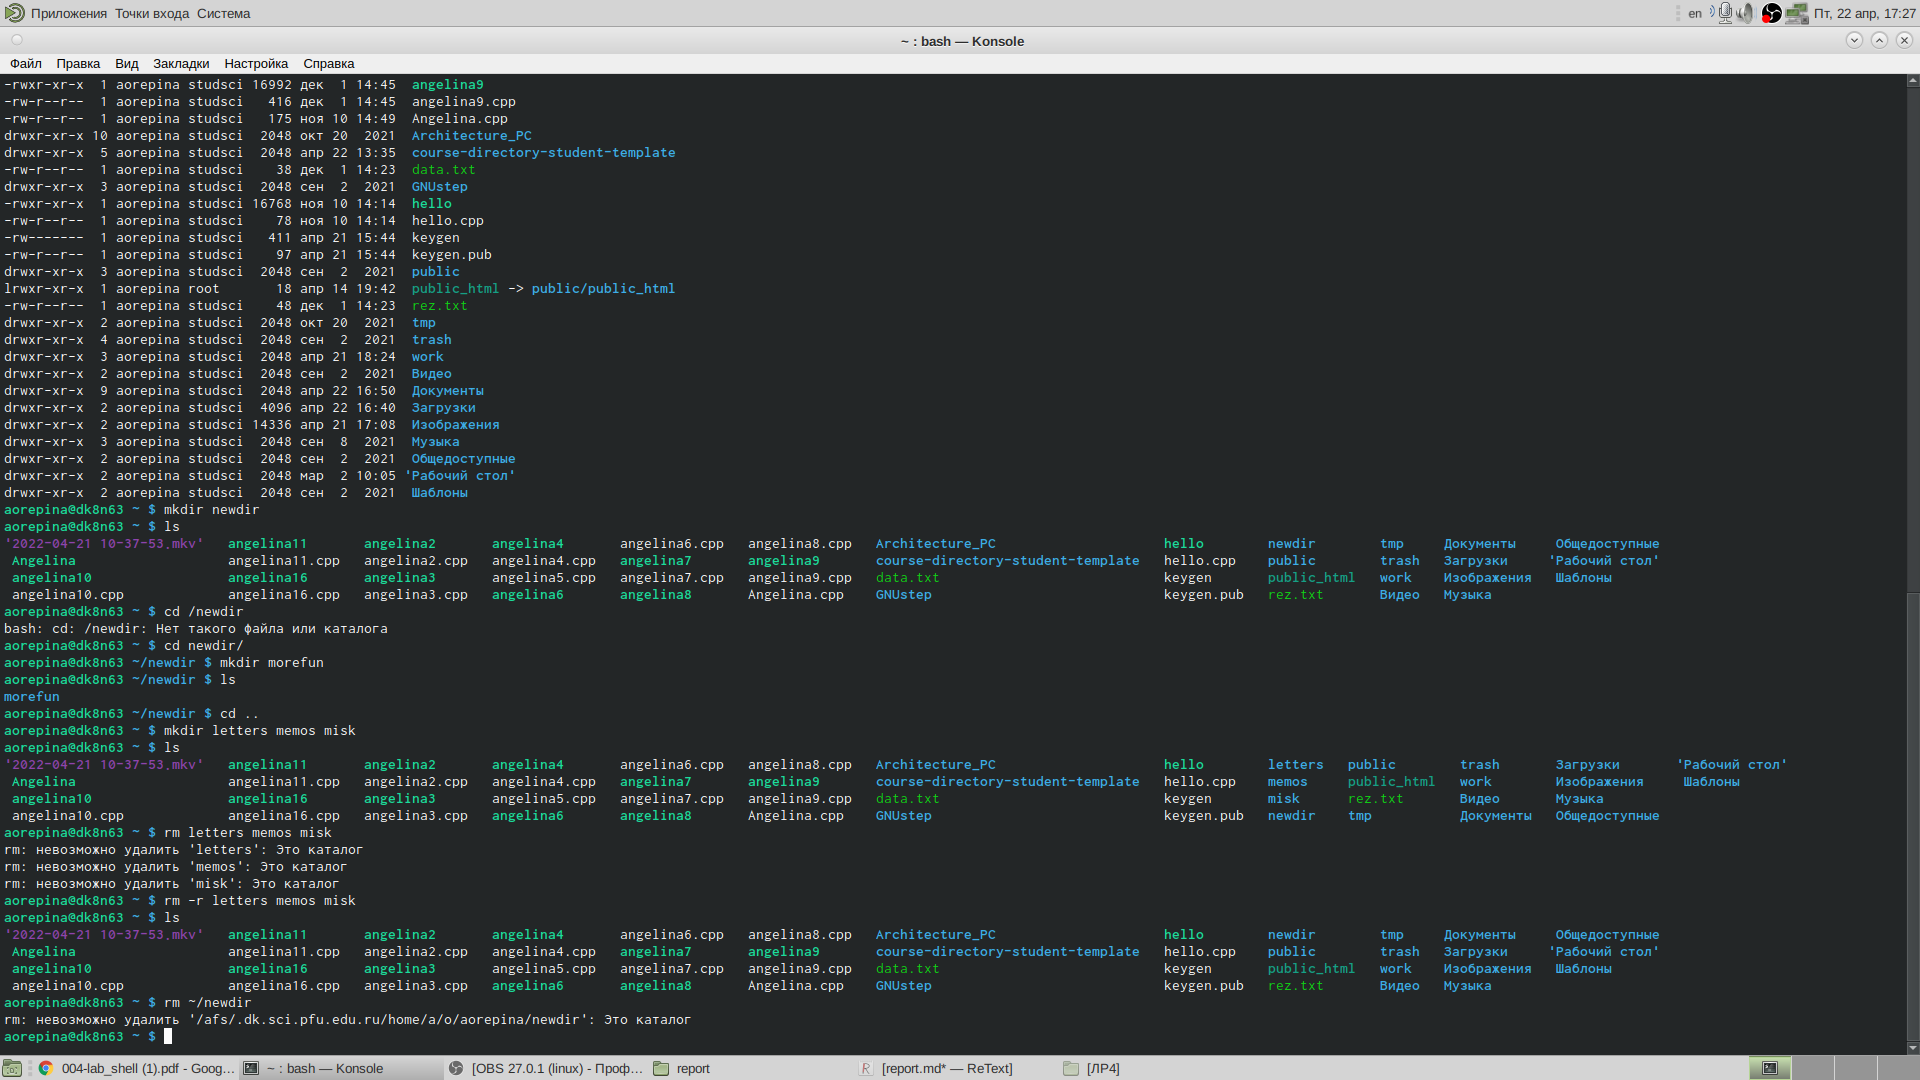 Приложения Точки входа Система en Пт, 22 апр, 17:27
~ : bash — Konsole
Файл Правка Вид Закладки Настройка Справка
-rwxr-xr-x 1 aorepina studsci 16992 дек 1 14:45 angelina9
-rw-r--r-- 1 aorepina studsci 416 дек 1 14:45 angelina9.cpp
-rw-r--r-- 1 aorepina studsci 175 ноя 10 14:49 Angelina.cpp
drwxr-xr-x 10 aorepina studsci 2048 окт 20 2021 Architecture_PC
drwxr-xr-x 5 aorepina studsci 2048 апр 22 13:35 course-directory-student-template
-rw-r--r-- 1 aorepina studsci 38 дек 1 14:23 data.txt
drwxr-xr-x 3 aorepina studsci 2048 сен 2 2021 GNUstep
-rwxr-xr-x 1 aorepina studsci 16768 ноя 10 14:14 hello
-rw-r--r-- 1 aorepina studsci 78 ноя 10 14:14 hello.cpp
-rw------- 1 aorepina studsci 411 апр 21 15:44 keygen
-rw-r--r-- 1 aorepina studsci 97 апр 21 15:44 keygen.pub
drwxr-xr-x 3 aorepina studsci 2048 сен 2 2021 public
lrwxr-xr-x 1 aorepina root 18 апр 14 19:42 public_html -> public/public_html
-rw-r--r-- 1 aorepina studsci 48 дек 1 14:23 rez.txt
drwxr-xr-x 2 aorepina studsci 2048 окт 20 2021 tmp
drwxr-xr-x 4 aorepina studsci 2048 сен 2 2021 trash
drwxr-xr-x 3 aorepina studsci 2048 апр 21 18:24 work
drwxr-xr-x 2 aorepina studsci 2048 сен 2 2021 Видео
drwxr-xr-x 9 aorepina studsci 2048 апр 22 16:50 Документы
drwxr-xr-x 2 aorepina studsci 4096 апр 22 16:40 Загрузки
drwxr-xr-x 2 aorepina studsci 14336 апр 21 17:08 Изображения
drwxr-xr-x 3 aorepina studsci 2048 сен 8 2021 Музыка
drwxr-xr-x 2 aorepina studsci 2048 сен 2 2021 Общедоступные
drwxr-xr-x 2 aorepina studsci 2048 мар 2 10:05 'Рабочий стол'
drwxr-xr-x 2 aorepina studsci 2048 сен 2 2021 Шаблоны
aorepina@dk8n63 ~ $ mkdir newdir
aorepina@dk8n63 ~ $ ls
'2022-04-21 10-37-53.mkv' angelina11 angelina2 angelina4 angelina6.cpp angelina8.cpp Architecture_PC hello newdir tmp Документы Общедоступные
Angelina angelina11.cpp angelina2.cpp angelina4.cpp angelina7 angelina9 course-directory-student-template hello.cpp public trash Загрузки 'Рабочий стол'
angelina10 angelina16 angelina3 angelina5.cpp angelina7.cpp angelina9.cpp data.txt keygen public_html work Изображения Шаблоны
angelina10.cpp angelina16.cpp angelina3.cpp angelina6 angelina8 Angelina.cpp GNUstep keygen.pub rez.txt Видео Музыка
aorepina@dk8n63 ~ $ cd /newdir
bash: cd: /newdir: Нет такого файла или каталога
aorepina@dk8n63 ~ $ cd newdir/
aorepina@dk8n63 ~/newdir $ mkdir morefun
aorepina@dk8n63 ~/newdir $ ls
morefun
aorepina@dk8n63 ~/newdir $ cd ..
aorepina@dk8n63 ~ $ mkdir letters memos misk
aorepina@dk8n63 ~ $ ls
'2022-04-21 10-37-53.mkv' angelina11 angelina2 angelina4 angelina6.cpp angelina8.cpp Architecture_PC hello letters public trash Загрузки 'Рабочий стол'
Angelina angelina11.cpp angelina2.cpp angelina4.cpp angelina7 angelina9 course-directory-student-template hello.cpp memos public_html work Изображения Шаблоны
angelina10 angelina16 angelina3 angelina5.cpp angelina7.cpp angelina9.cpp data.txt keygen misk rez.txt Видео Музыка
angelina10.cpp angelina16.cpp angelina3.cpp angelina6 angelina8 Angelina.cpp GNUstep keygen.pub newdir tmp Документы Общедоступные
aorepina@dk8n63 ~ $ rm letters memos misk
rm: невозможно удалить 'letters': Это каталог
rm: невозможно удалить 'memos': Это каталог
rm: невозможно удалить 'misk': Это каталог
aorepina@dk8n63 ~ $ rm -r letters memos misk
aorepina@dk8n63 ~ $ ls
'2022-04-21 10-37-53.mkv' angelina11 angelina2 angelina4 angelina6.cpp angelina8.cpp Architecture_PC hello newdir tmp Документы Общедоступные
Angelina angelina11.cpp angelina2.cpp angelina4.cpp angelina7 angelina9 course-directory-student-template hello.cpp public trash Загрузки 'Рабочий стол'
angelina10 angelina16 angelina3 angelina5.cpp angelina7.cpp angelina9.cpp data.txt keygen public_html work Изображения Шаблоны
angelina10.cpp angelina16.cpp angelina3.cpp angelina6 angelina8 Angelina.cpp GNUstep keygen.pub rez.txt Видео Музыка
aorepina@dk8n63 ~ $ rm ~/newdir
rm: невозможно удалить '/afs/.dk.sci.pfu.edu.ru/home/a/o/aorepina/newdir': Это каталог
aorepina@dk8n63 ~ $
004-lab_shell (1).pdf - Goog… ~ : bash — Konsole [OBS 27.0.1 (linux) - Проф… report [report.md* — ReText] [ЛР4]